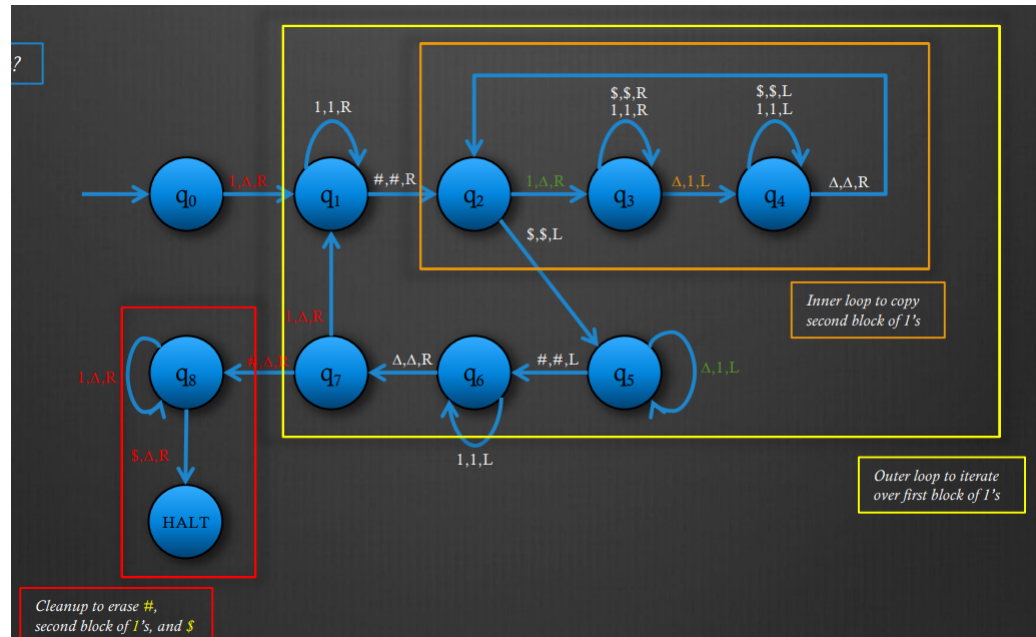 ?
1,1,R
$,$,R
1,1,R
$,$,L
1,1,L
q0
1,Δ,R
q1
#,#,R
q2
1,Δ,R
q3
Δ,1,L
q4
Δ,Δ,R
$,$,L
Inner loop to copy
second block of 1's
1,Δ,R
1,Δ,R
q8
#,Δ,R
q7
Δ,Δ,R
q6
#,#,L
q5
Δ,1,L
1,1,L
$,Δ,R
HALT
Outer loop to iterate
over first block of 1's
Cleanup to erase #,
second block of 1's, and $